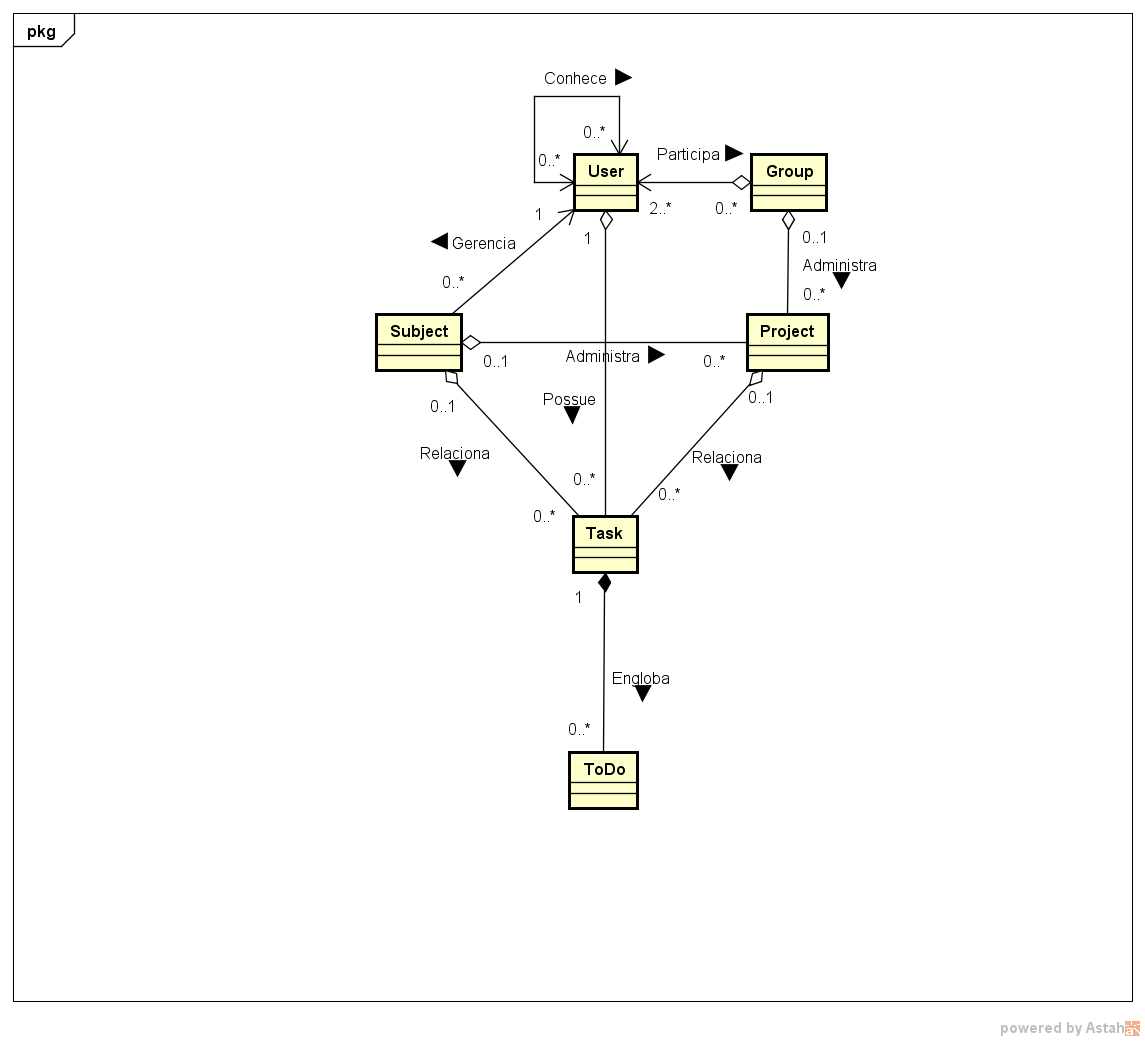 pkg
Conhece
0..*
0..*
Participa
User
Group
2..*
0..*
1
1
0..1
Gerencia
Administra
0..*
0..*
Subject
Project
0..1
Administra
0..*
0..1
Possue
0..1
Relaciona
Relaciona
0..*
0..*
0..*
Task
1
Engloba
0..*
ToDo
powered by Astah